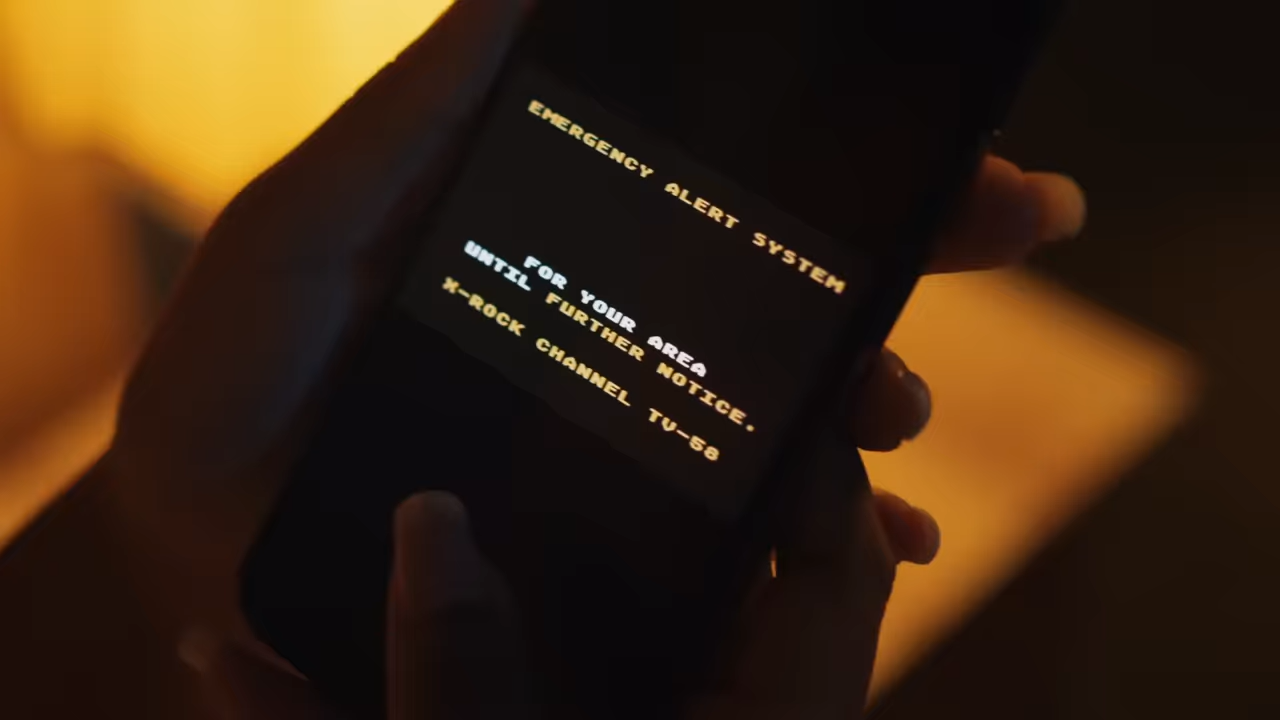 EMERGENCY ALERT SYSTEM
FOR YOUR AREA
UNTIL FURTHER NOTICE.
X-ROCK CHANNEL TV-58